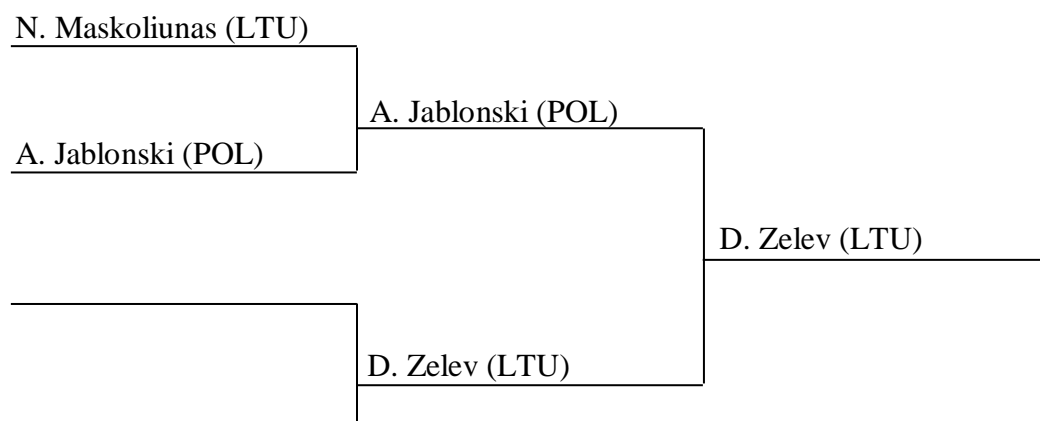 N. Maskoliunas (LTU)
A. Jablonski (POL)
A. Jablonski (POL)
D. Zelev (LTU)
D. Zelev (LTU)